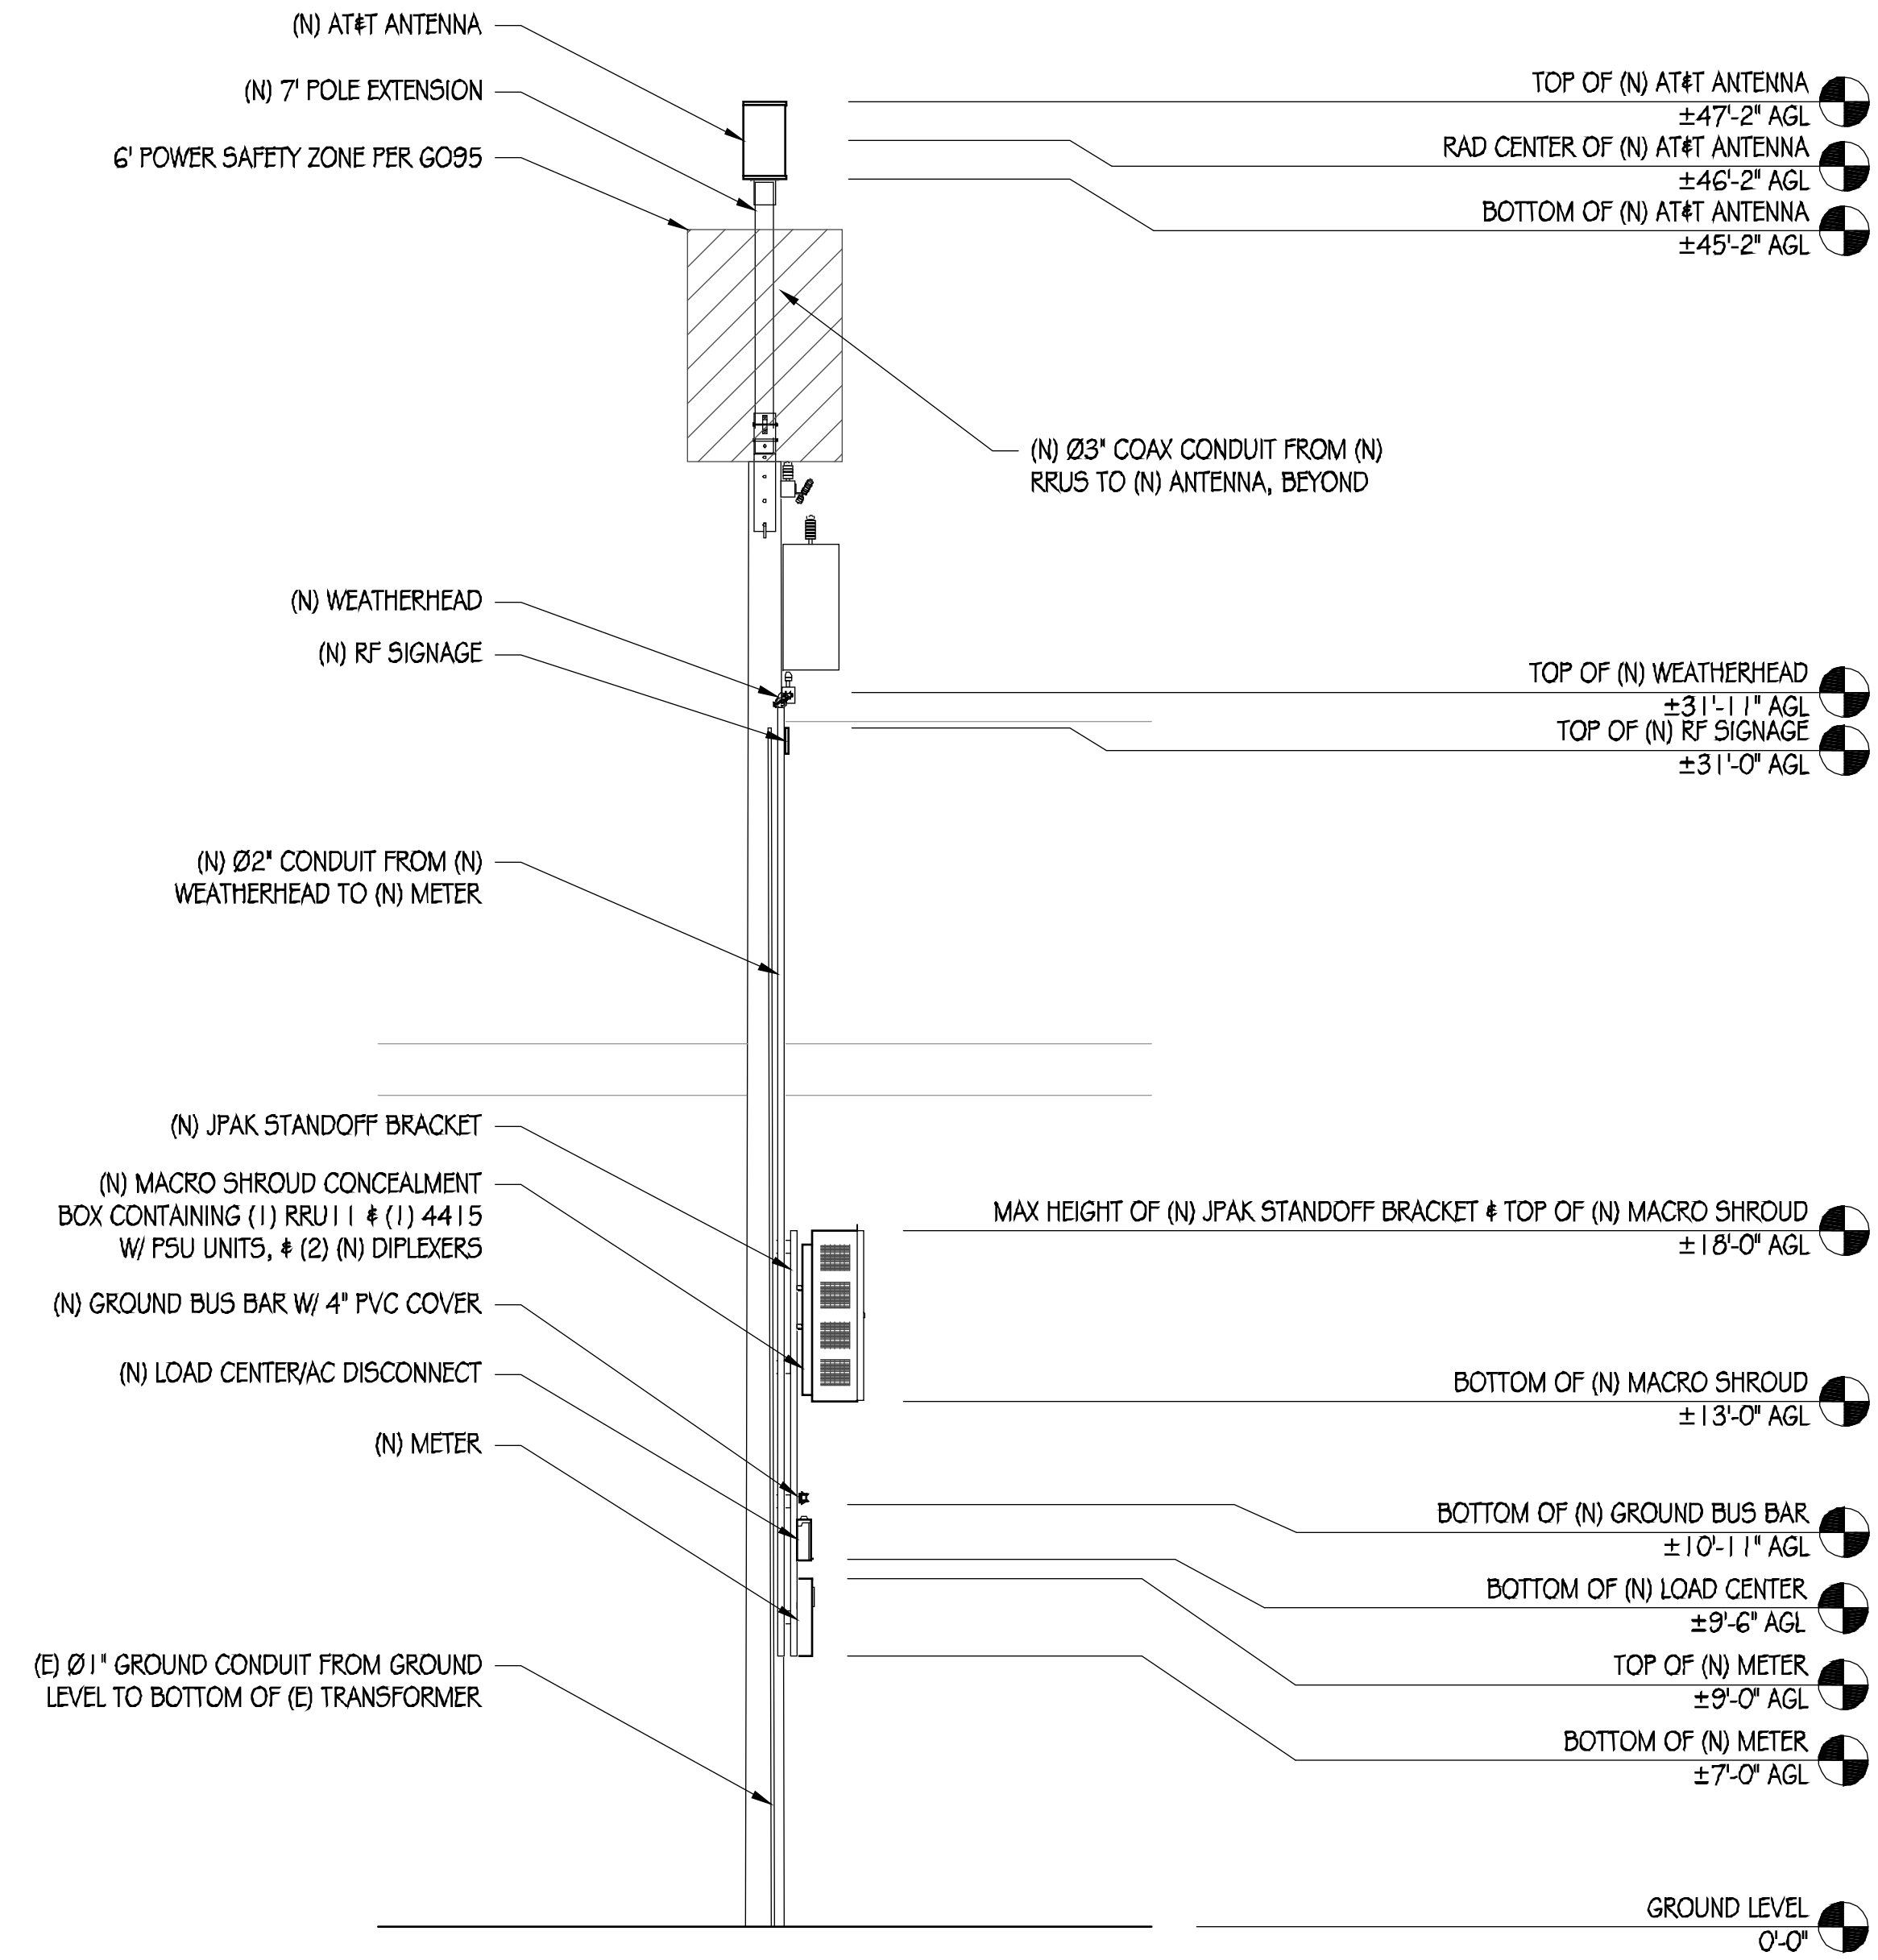 (N) AT&T ANTENNA
(N) 7' POLE EXTENSION
6' POWER SAFETY ZONE PER GO95
TOP OF (N) AT&T ANTENNA
±47'-2" AGL
RAD CENTER OF (N) AT&T ANTENNA
±46'-2" AGL
BOTTOM OF (N) AT&T ANTENNA
±45'-2" AGL
(N) Ø3" COAX CONDUIT FROM (N)
RRUS TO (N) ANTENNA, BEYOND
(N) WEATHERHEAD
(N) RF SIGNAGE
TOP OF (N) WEATHERHEAD
±31'-11" AGL
TOP OF (N) RF SIGNAGE
±31'-0" AGL
(N) Ø2" CONDUIT FROM (N)
WEATHERHEAD TO (N) METER
(N) JPAK STANDOFF BRACKET
(N) MACRO SHROUD CONCEALMENT
BOX CONTAINING (1) RRU11 & (1) 4415
W/ PSU UNITS, & (2) (N) DIPLEXERS
(N) GROUND BUS BAR W/ 4" PVC COVER
(N) LOAD CENTER/AC DISCONNECT
(N) METER
MAX HEIGHT OF (N) JPAK STANDOFF BRACKET & TOP OF (N) MACRO SHROUD
±18'-0" AGL
BOTTOM OF (N) MACRO SHROUD
±13'-0" AGL
BOTTOM OF (N) GROUND BUS BAR
±10'-11" AGL
BOTTOM OF (N) LOAD CENTER
±9'-6" AGL
TOP OF (N) METER
±9'-0" AGL
BOTTOM OF (N) METER
±7'-0" AGL
(E) Ø1" GROUND CONDUIT FROM GROUND
LEVEL TO BOTTOM OF (E) TRANSFORMER
GROUND LEVEL
0'-0"